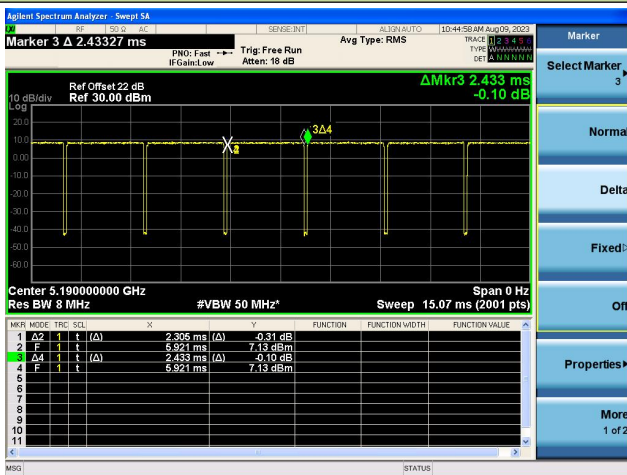 Agilent Spectrum Analyzer - Swept SA
RF 50 Ω AC SENSE:INT ALIGN AUTO 10:44:58 AM Aug 09, 2023
Marker 3 Δ 2.43327 ms
PNO: Fast
IFGain:Low
Trig: Free Run
Atten: 18 dB
Avg Type: RMS
TRACE 1 2 3 4 5 6
TYPE
DET A N N N N N
Ref Offset 22 dB
10 dB/div Ref 30.00 dBm
Log
ΔMkr3 2.433 ms
-0.10 dB
20.0
10.0
0.00
-10.0
-20.0
-30.0
-40.0
-50.0
-60.0
3Δ4
Center 5.190000000 GHz Span 0 Hz
Res BW 8 MHz #VBW 50 MHz* Sweep 15.07 ms (2001 pts)
MKR MODE TRC SCL X Y FUNCTION FUNCTION WIDTH FUNCTION VALUE
1 Δ2 1 t (Δ) 2.305 ms (Δ) -0.31 dB
2 F 1 t 5.921 ms 7.13 dBm
3 Δ4 1 t (Δ) 2.433 ms (Δ) -0.10 dB
4 F 1 t 5.921 ms 7.13 dBm
5
6
7
8
9
10
11
MSG STATUS
Marker
Select Marker
3
Normal
Delta
Fixed
Off
Properties
More
1 of 2